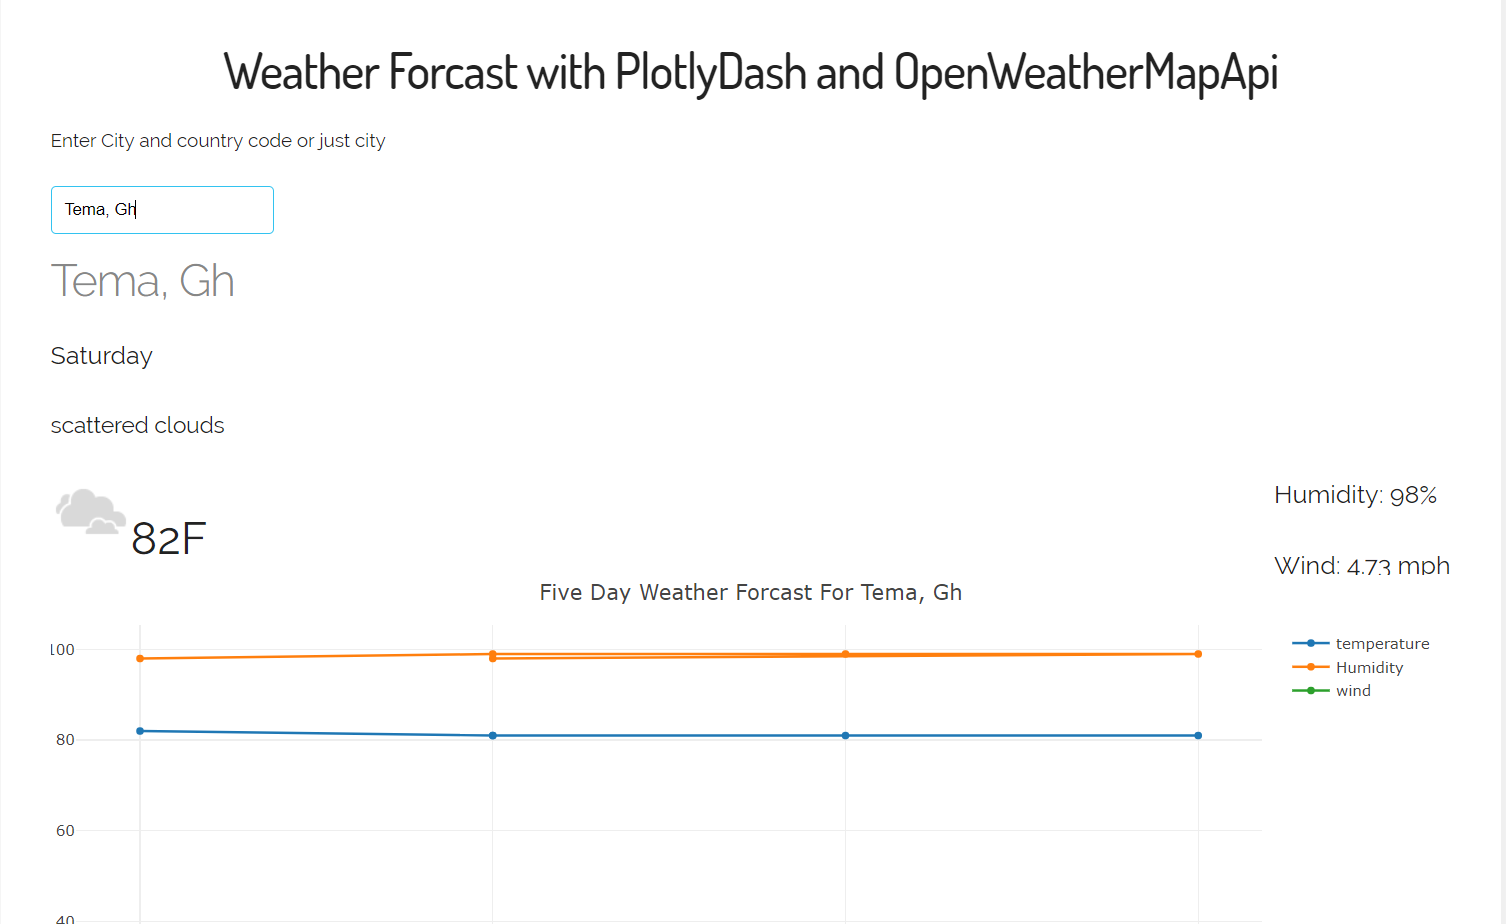 Weather Forcast with PlotlyDash and OpenWeatherMapApi
Enter City and country code or just city
Tema, Gh
Tema, Gh
Saturday
scattered clouds
82F
Humidity: 98%
Wind: 4.73 mph
Five Day Weather Forcast For Tema, Gh
100
80
60
40
temperature
Humidity
wind